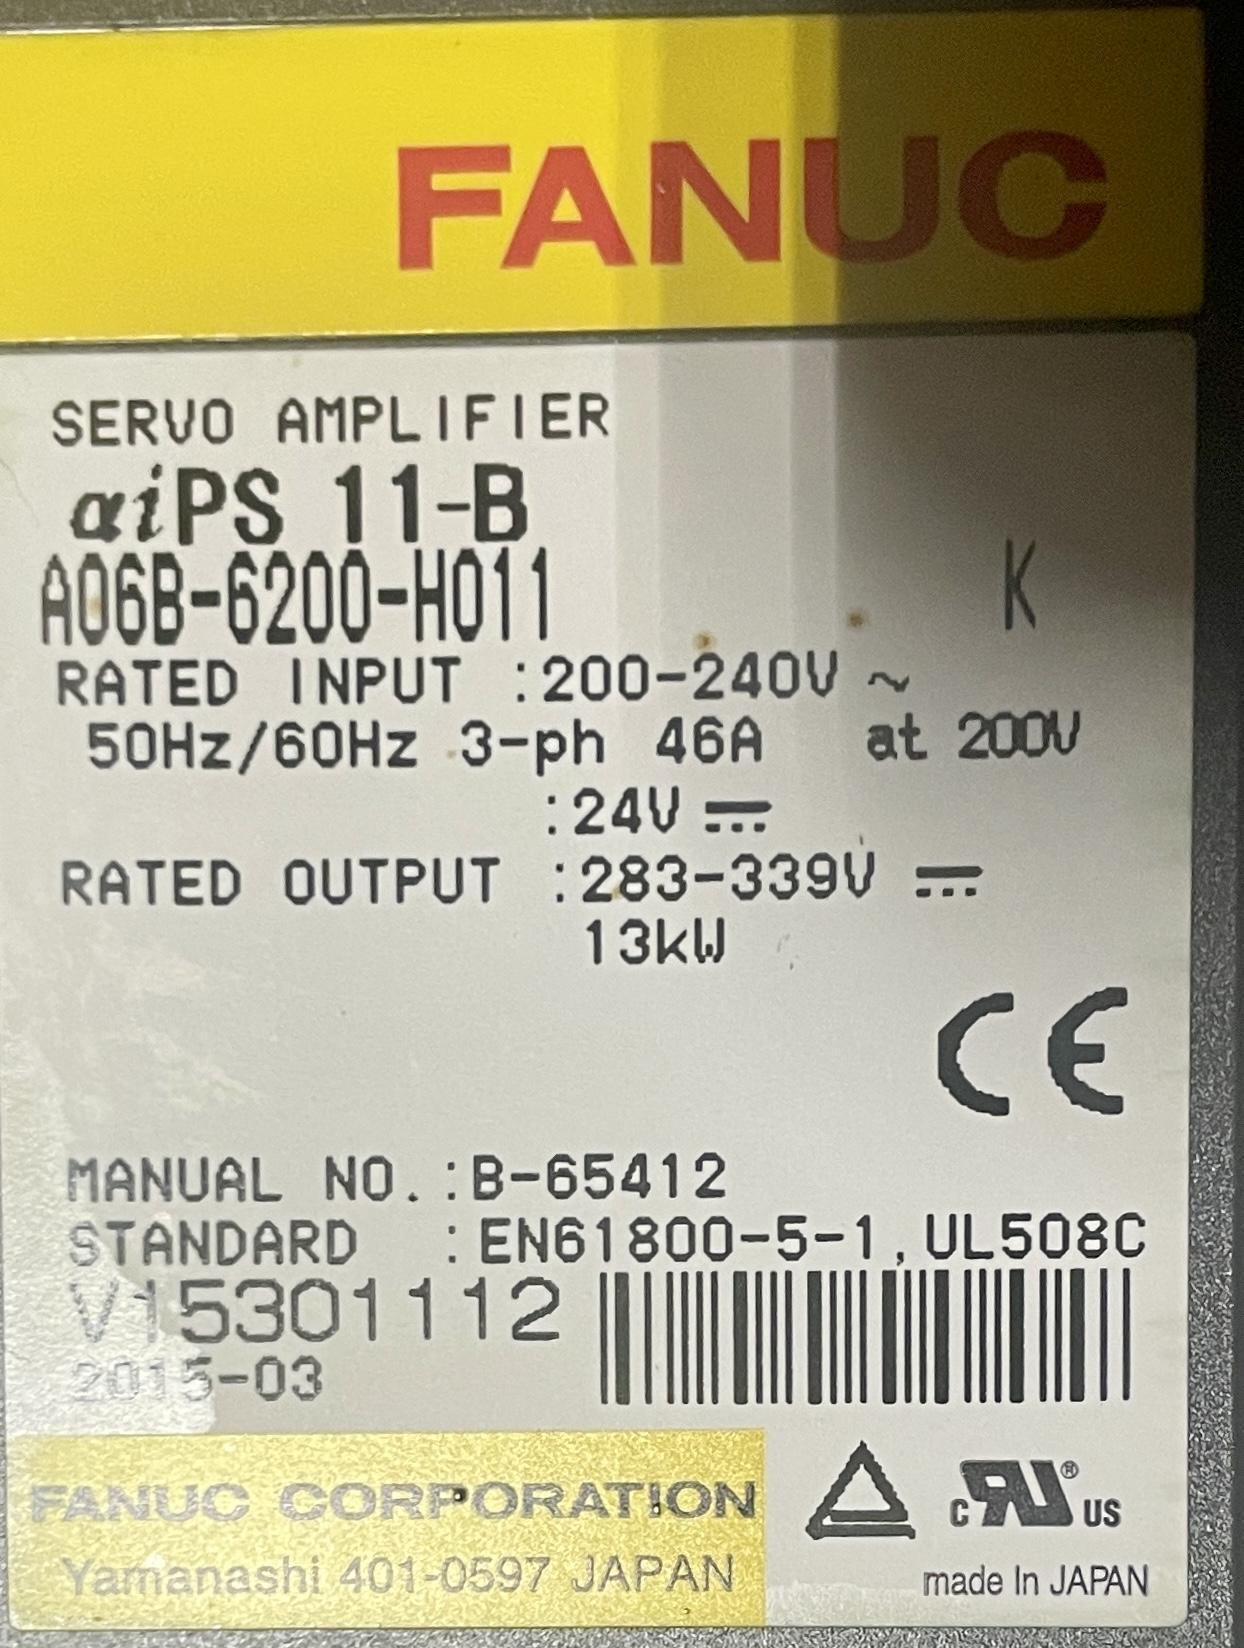 FANUC
SERVO AMPLIFIER
αiPS 11-B
A06B-6200-H011 K
RATED INPUT :200-240V ~
50Hz/60Hz 3-ph 46A at 200V
:24V ⎓
RATED OUTPUT :283-339V ⎓
13kW
CE
MANUAL NO. :B-65412
STANDARD :EN61800-5-1, UL508C
V15301112
2015-03
FANUC CORPORATION
Yamanashi 401-0597 JAPAN
c RU® US
made In JAPAN